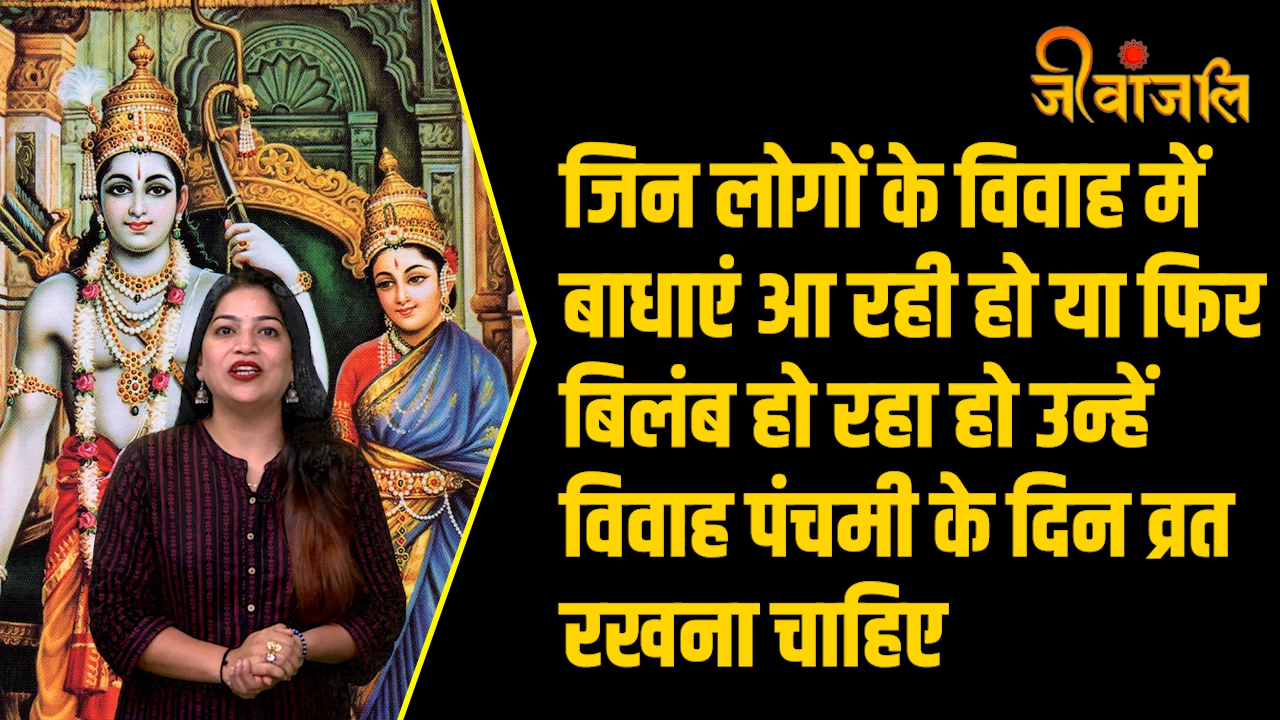 जीवांजलि
जिन लोगों के विवाह में
बाधाएं आ रही हो या फिर
बिलंब हो रहा हो उन्हें
विवाह पंचमी के दिन व्रत
रखना चाहिए